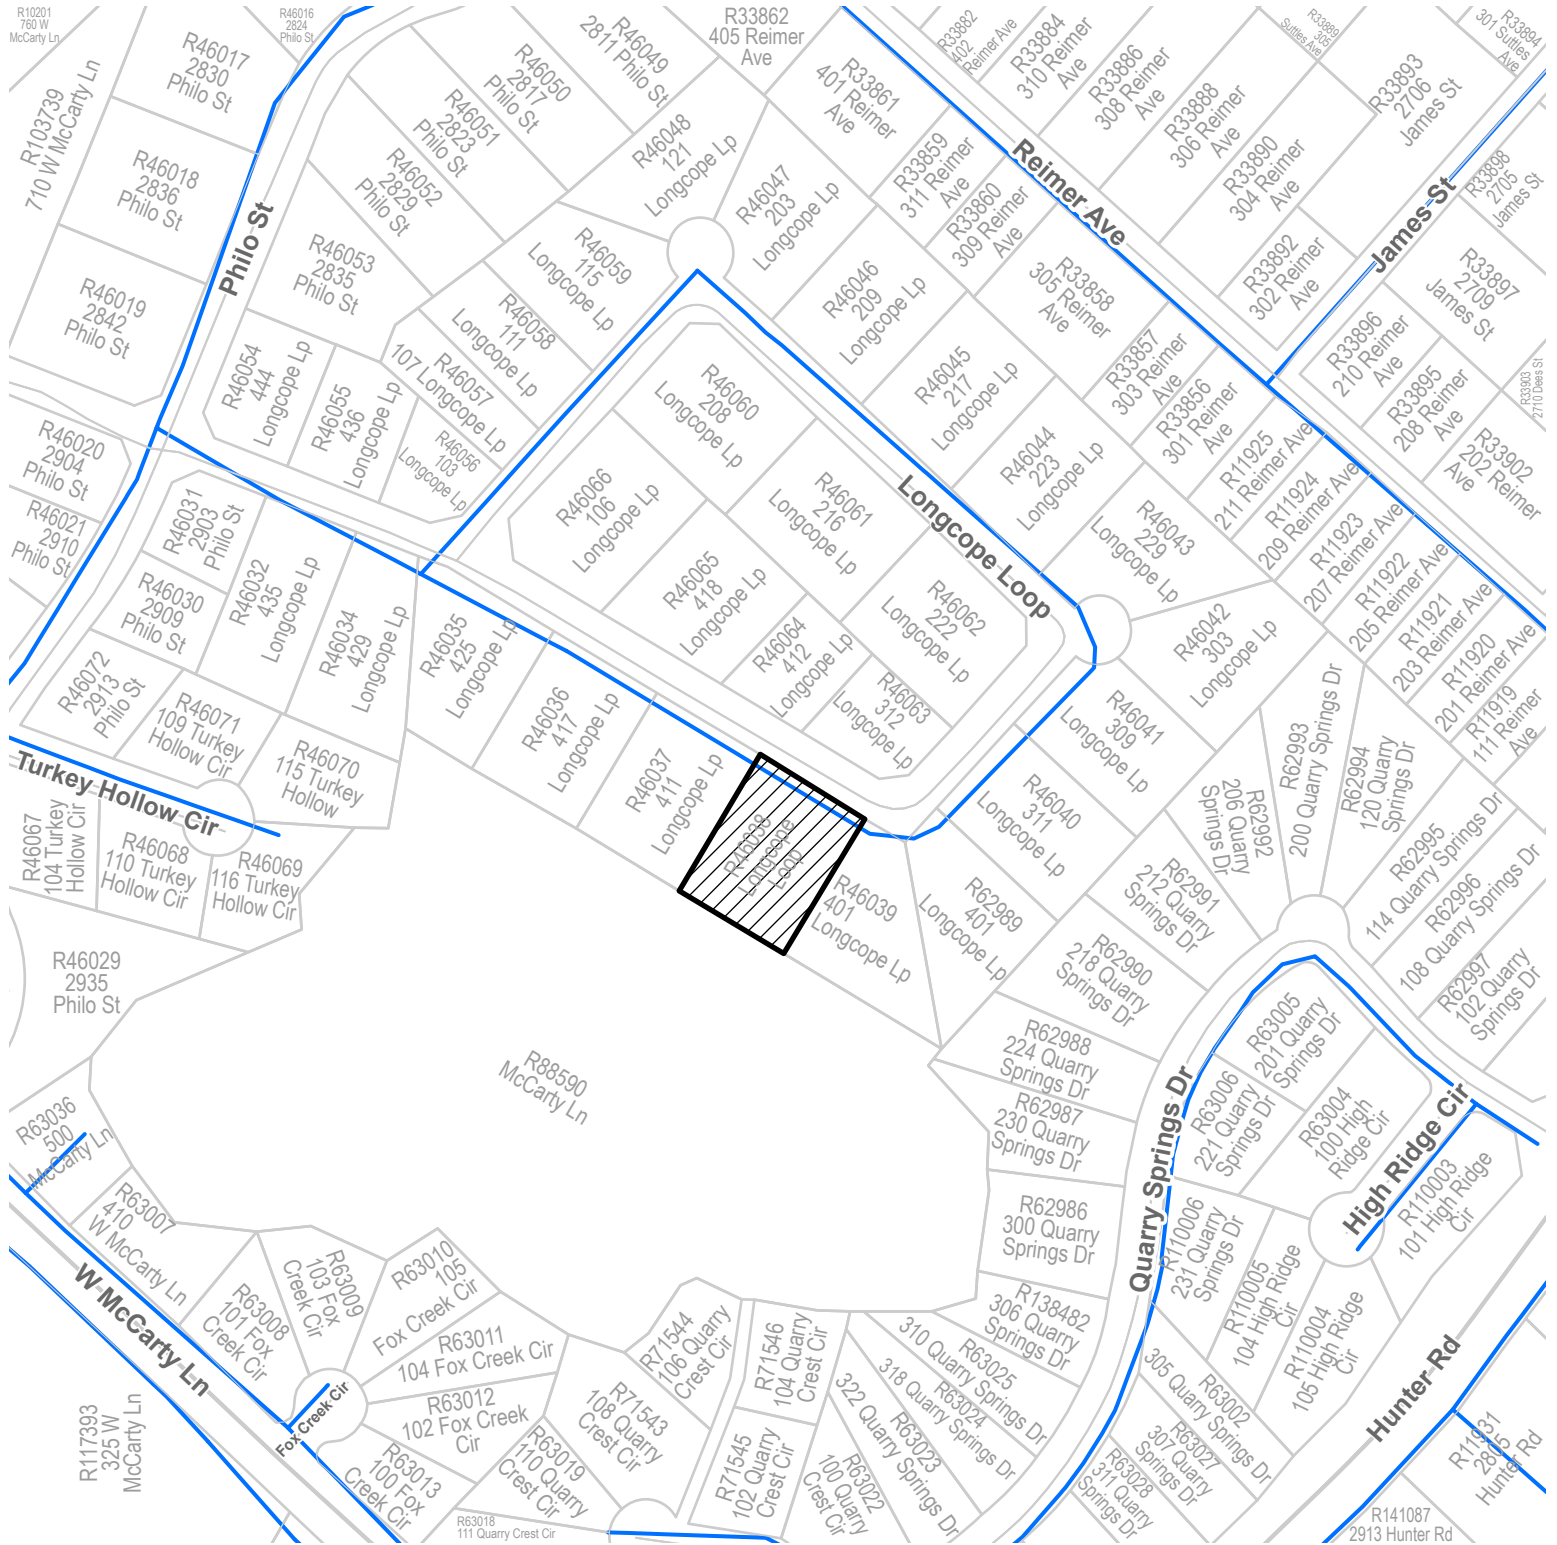 R10201
760 W
McCarty Ln
R46016
2824
Philo St
R46017
2830
Philo St
R103739
710 W McCarty Ln
R46018
2836
Philo St
R46019
2842
Philo St
Philo St
R46049
2811 Philo St
R46050
2817
Philo St
R46051
2823
Philo St
R46052
2829
Philo St
R46053
2835
Philo St
R33862
405 Reimer
Ave
R46048
121
Longcope Lp
R46047
203
Longcope Lp
R46059
115
Longcope Lp
R46058
111
Longcope Lp
R46057
107 Longcope Lp
R46056
103
Longcope Lp
R46055
436
Longcope Lp
R46054
444
Longcope Lp
R33861
401 Reimer
Ave
R33859
311 Reimer
Ave
R33860
309 Reimer
Ave
R33858
305 Reimer
Ave
R33857
303 Reimer
Ave
R33856
301 Reimer
Ave
R33882
402
Reimer Ave
R33884
310 Reimer
Ave
R33886
308 Reimer
Ave
R33888
306 Reimer
Ave
R33890
304 Reimer
Ave
R33892
302 Reimer
Ave
R33889
305
Suttles Ave
R33894
301 Suttles
Ave
R33893
2706
James St
R33898
2705
James St
R33897
2709
James St
R33896
210 Reimer
Ave
R33895
208 Reimer
Ave
R33902
202 Reimer
Ave
R33903
2710 Dees St
Reimer Ave
James St
R46046
209
Longcope Lp
R46045
217
Longcope Lp
R46044
223
Longcope Lp
R46043
229
Longcope Lp
R46042
303
Longcope Lp
R46041
309
Longcope Lp
R46040
311
Longcope Lp
R11925
211 Reimer Ave
R11924
209 Reimer Ave
R11923
207 Reimer Ave
R11922
205 Reimer Ave
R11921
203 Reimer Ave
R11920
201 Reimer Ave
R11919
111 Reimer
Ave
R46060
208
Longcope Lp
R46061
216
Longcope Lp
R46062
222
Longcope Lp
R46063
312
Longcope Lp
R46064
412
Longcope Lp
R46065
418
Longcope Lp
R46066
106
Longcope Lp
Longcope Loop
R46020
2904
Philo St
R46021
2910
Philo St
R46031
2903
Philo St
R46030
2909
Philo St
R46072
2913
Philo St
R46032
435
Longcope Lp
R46034
429
Longcope Lp
R46035
425
Longcope Lp
R46036
417
Longcope Lp
R46037
411
Longcope Lp
R46038
Longcope
Loop
R46039
401
Longcope Lp
R62989
401
Longcope Lp
R46071
109 Turkey
Hollow Cir
R46070
115 Turkey
Hollow
Turkey Hollow Cir
R46067
104 Turkey
Hollow Cir
R46068
110 Turkey
Hollow Cir
R46069
116 Turkey
Hollow Cir
R46029
2935
Philo St
R88590
McCarty Ln
R62993
200 Quarry Springs Dr
R62994
120 Quarry
Springs Dr
R62992
206 Quarry
Springs Dr
R62991
212 Quarry
Springs Dr
R62990
218 Quarry
Springs Dr
R62988
224 Quarry
Springs Dr
R62987
230 Quarry
Springs Dr
R62986
300 Quarry
Springs Dr
R138482
306 Quarry
Springs Dr
R62995
114 Quarry Springs Dr
R62996
108 Quarry Springs Dr
R62997
102 Quarry
Springs Dr
R63005
201 Quarry
Springs Dr
R63006
221 Quarry
Springs Dr
R63004
100 High
Ridge Cir
Quarry Springs Dr
High Ridge Cir
R110003
101 High Ridge
Cir
R110006
231 Quarry
Springs Dr
R110005
104 High Ridge
Cir
R110004
105 High Ridge
Cir
R63002
305 Quarry Springs Dr
R63027
307 Quarry
Springs Dr
R63028
311 Quarry
Springs Dr
R63025
310 Quarry Springs Dr
R63024
318 Quarry Springs Dr
R63023
322 Quarry Springs Dr
R63022
100 Quarry
Crest Cir
R71546
104 Quarry
Crest Cir
R71545
102 Quarry
Crest Cir
R71544
106 Quarry
Crest Cir
R71543
108 Quarry
Crest Cir
R63019
110 Quarry
Crest Cir
R63018
111 Quarry Crest Cir
R63036
500
McCarty Ln
R63007
410
W McCarty Ln
R63008
101 Fox
Creek Cir
R63009
103 Fox
Creek Cir
R63010
105
Fox Creek Cir
R63011
104 Fox Creek Cir
R63012
102 Fox Creek
Cir
R63013
100 Fox
Creek Cir
Fox Creek Cir
W McCarty Ln
R117393
325 W
McCarty Ln
Hunter Rd
R11931
2805
Hunter Rd
R141087
2913 Hunter Rd